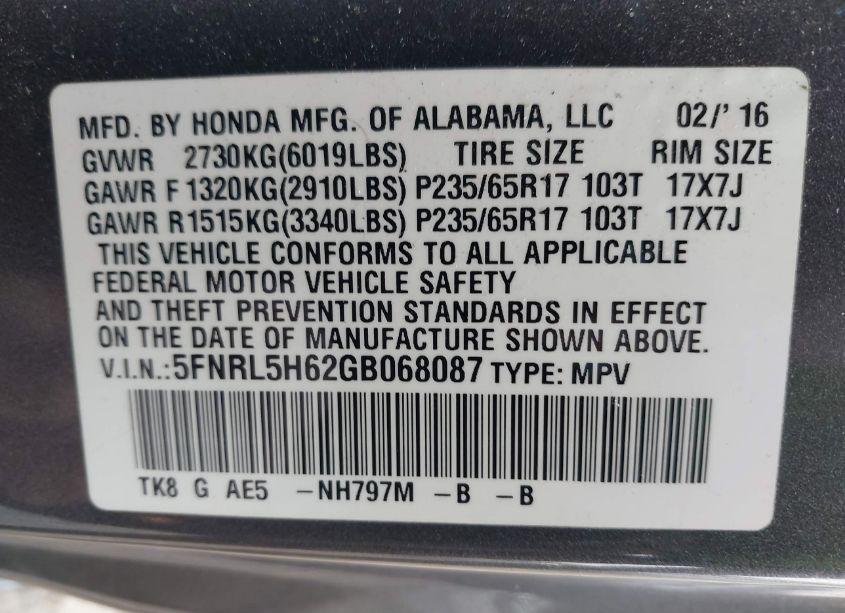 MFD. BY HONDA MFG. OF ALABAMA, LLC 02/' 16
GVWR 2730KG(6019LBS) TIRE SIZE RIM SIZE
GAWR F 1320KG(2910LBS) P235/65R17 103T 17X7J
GAWR R1515KG(3340LBS) P235/65R17 103T 17X7J
THIS VEHICLE CONFORMS TO ALL APPLICABLE
FEDERAL MOTOR VEHICLE SAFETY
AND THEFT PREVENTION STANDARDS IN EFFECT
ON THE DATE OF MANUFACTURE SHOWN ABOVE.
V.I.N.:5FNRL5H62GB068087 TYPE: MPV
TK8 G AE5 -NH797M -B -B